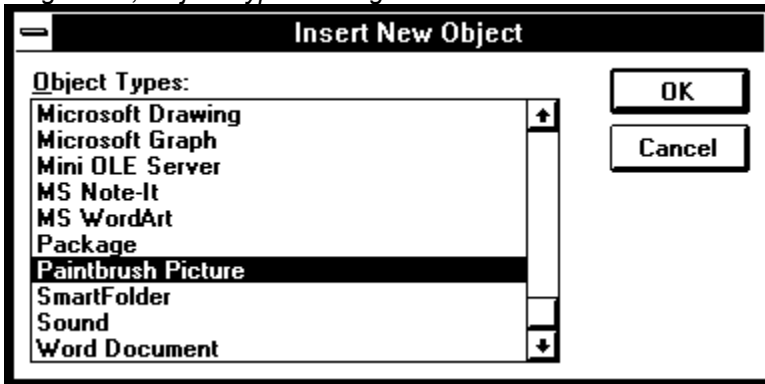 Insert New Object
Object Types:
Microsoft Drawing
Microsoft Graph
Mini OLE Server
MS Note-It
MS WordArt
Package
Paintbrush Picture
SmartFolder
Sound
Word Document
OK
Cancel